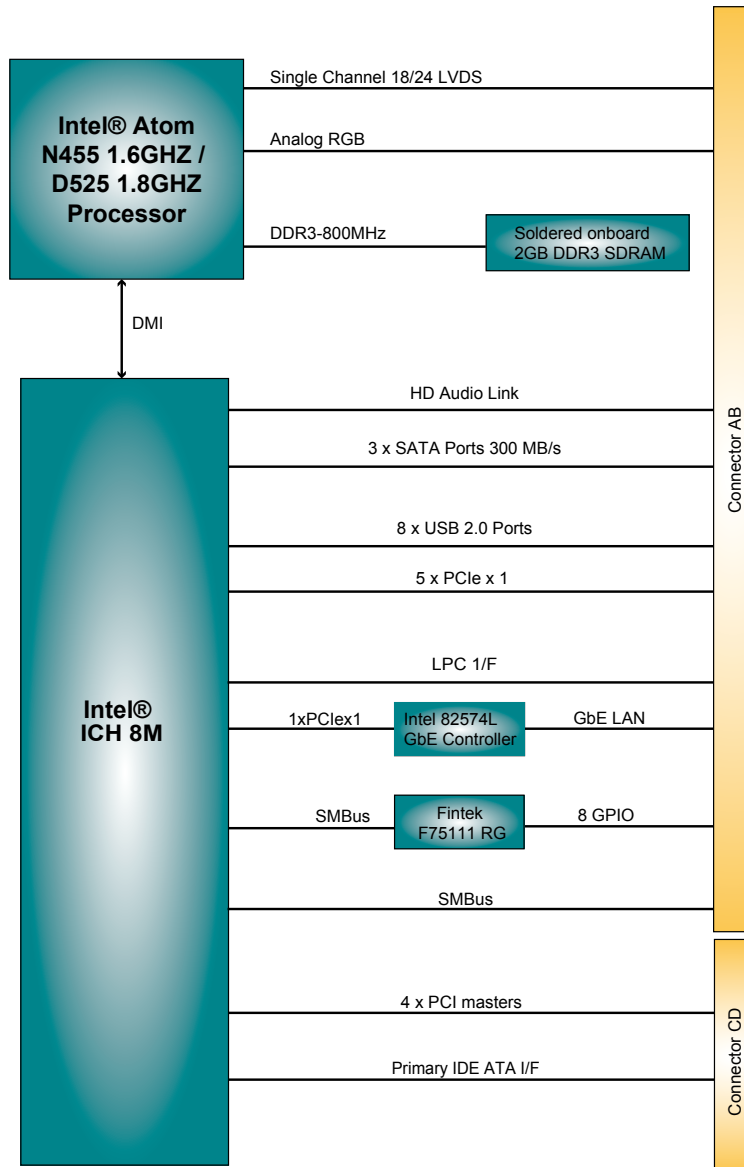 Single Channel 18/24 LVDS
Intel® Atom
N455 1.6GHZ /
D525 1.8GHZ
Processor
Analog RGB
DDR3-800MHz
Soldered onboard
2GB DDR3 SDRAM
DMI
Connector AB
HD Audio Link
3 x SATA Ports 300 MB/s
8 x USB 2.0 Ports
5 x PCIe x 1
LPC 1/F
Intel®
ICH 8M
1xPCIex1
Intel 82574L
GbE Controller
GbE LAN
SMBus
Fintek
F75111 RG
8 GPIO
SMBus
4 x PCI masters
Primary IDE ATA I/F
Connector CD